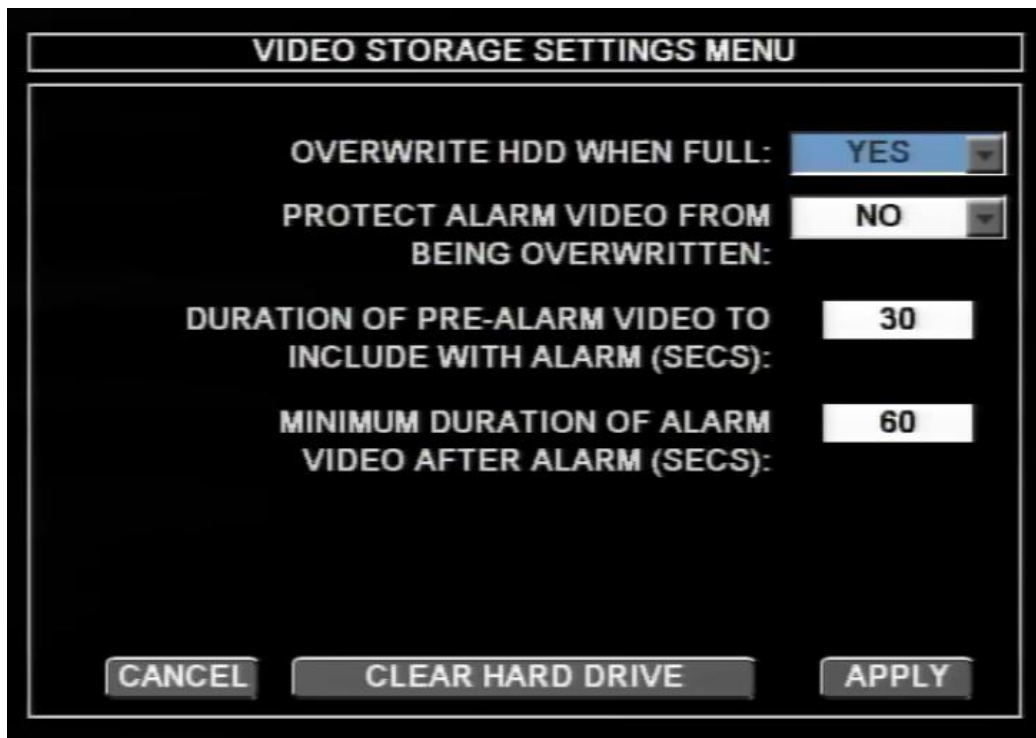 VIDEO STORAGE SETTINGS MENU
OVERWRITE HDD WHEN FULL: YES
PROTECT ALARM VIDEO FROM NO
BEING OVERWRITTEN:
DURATION OF PRE-ALARM VIDEO TO 30
INCLUDE WITH ALARM (SECS):
MINIMUM DURATION OF ALARM 60
VIDEO AFTER ALARM (SECS):
CANCEL CLEAR HARD DRIVE APPLY